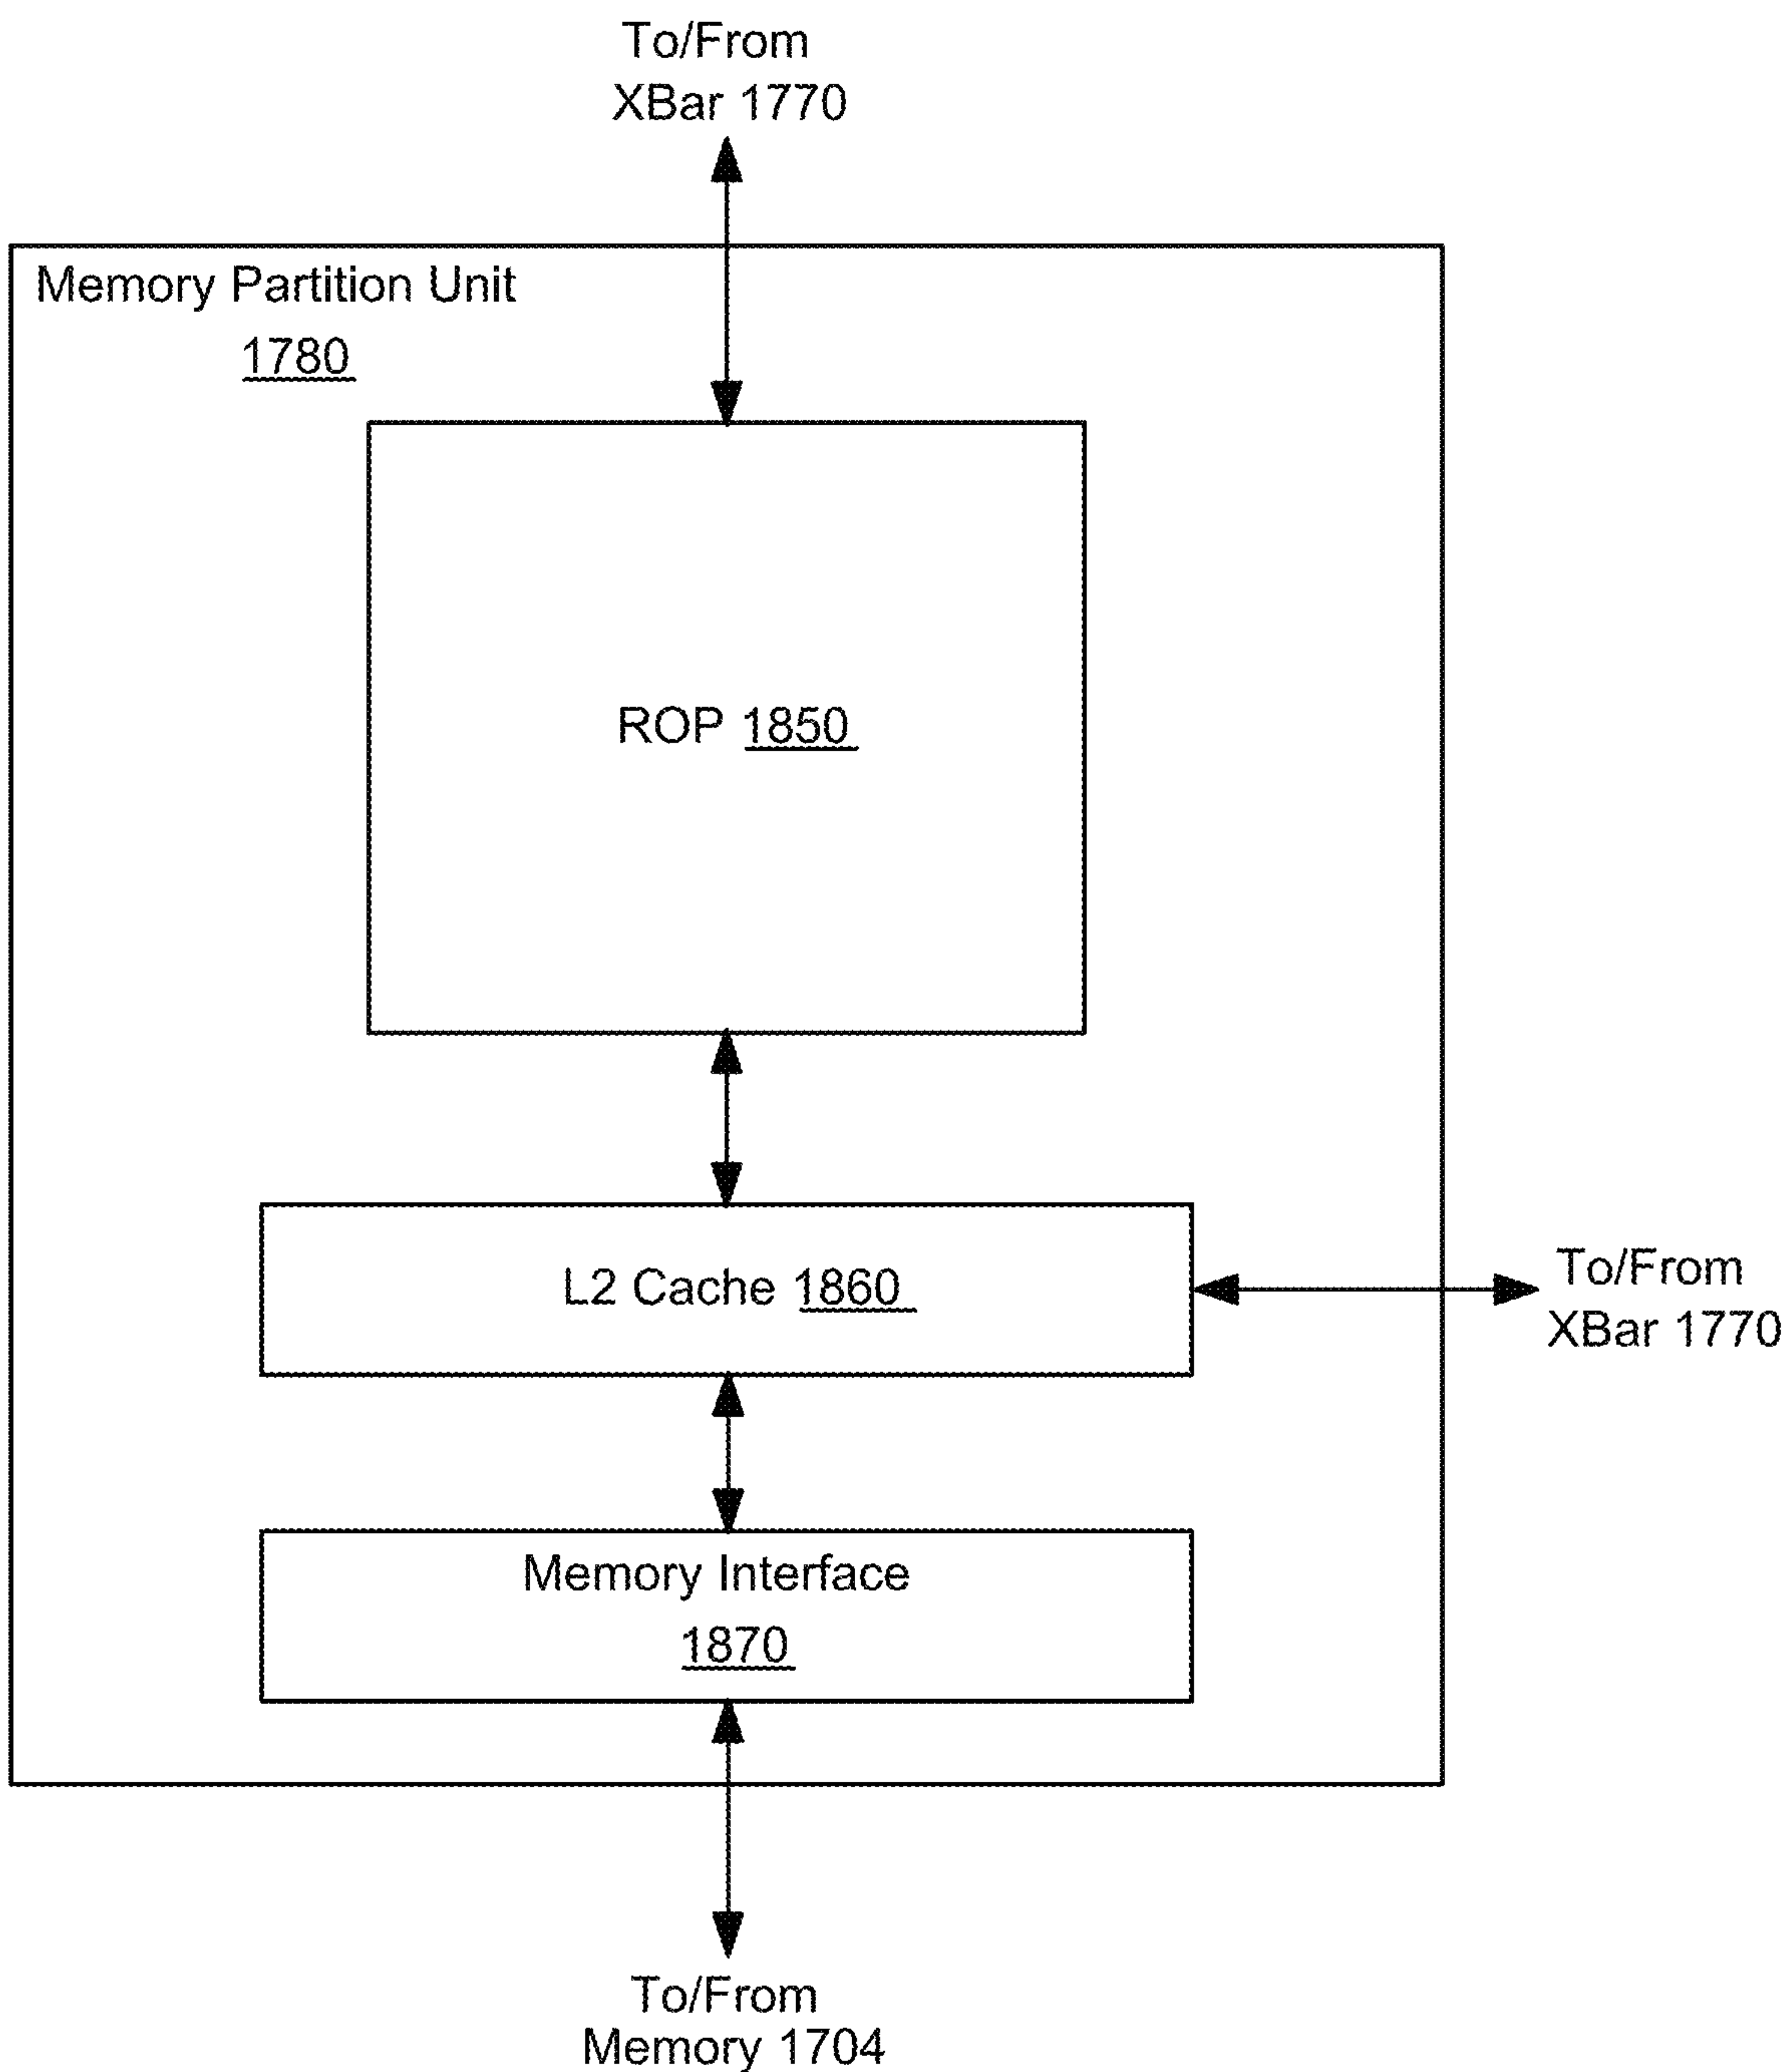 To/From
XBar 1770
Memory Partition Unit
1780
ROP 1850
L2 Cache 1860
To/From
XBar 1770
Memory Interface
1870
To/From
Memory 1704